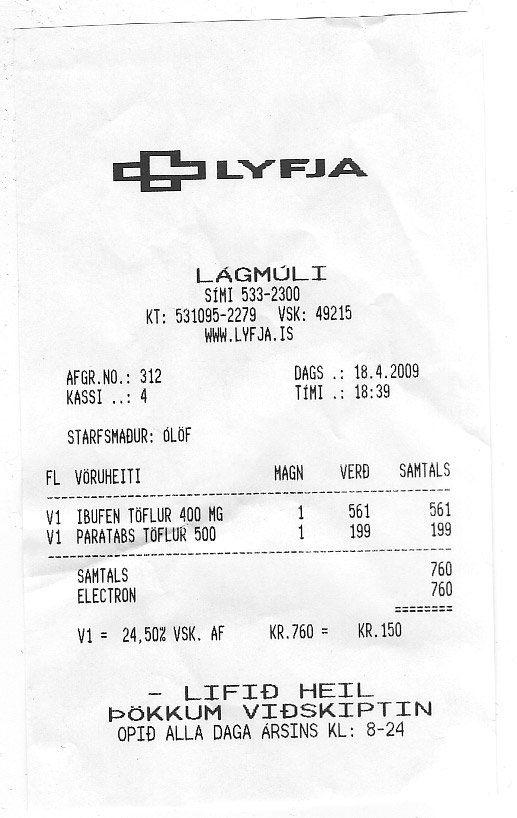 LYFJA
LÁGMÚLI
SÍMI 533-2300
KT: 531095-2279 VSK: 49215
WWW.LYFJA.IS
AFGR.NO.: 312 DAGS .: 18.4.2009
KASSI ..: 4 TÍMI .: 18:39
STARFSMAÐUR: ÓLÖF
FL VÖRUHEITI MAGN VERÐ SAMTALS
V1 IBUFEN TÖFLUR 400 MG 1 561 561
V1 PARATABS TÖFLUR 500 1 199 199
SAMTALS 760
ELECTRON 760
========
V1 = 24,50% VSK. AF KR.760 = KR.150
- LIFIÐ HEIL
ÞÖKKUM VIÐSKIPTIN
OPIÐ ALLA DAGA ÁRSINS KL: 8-24